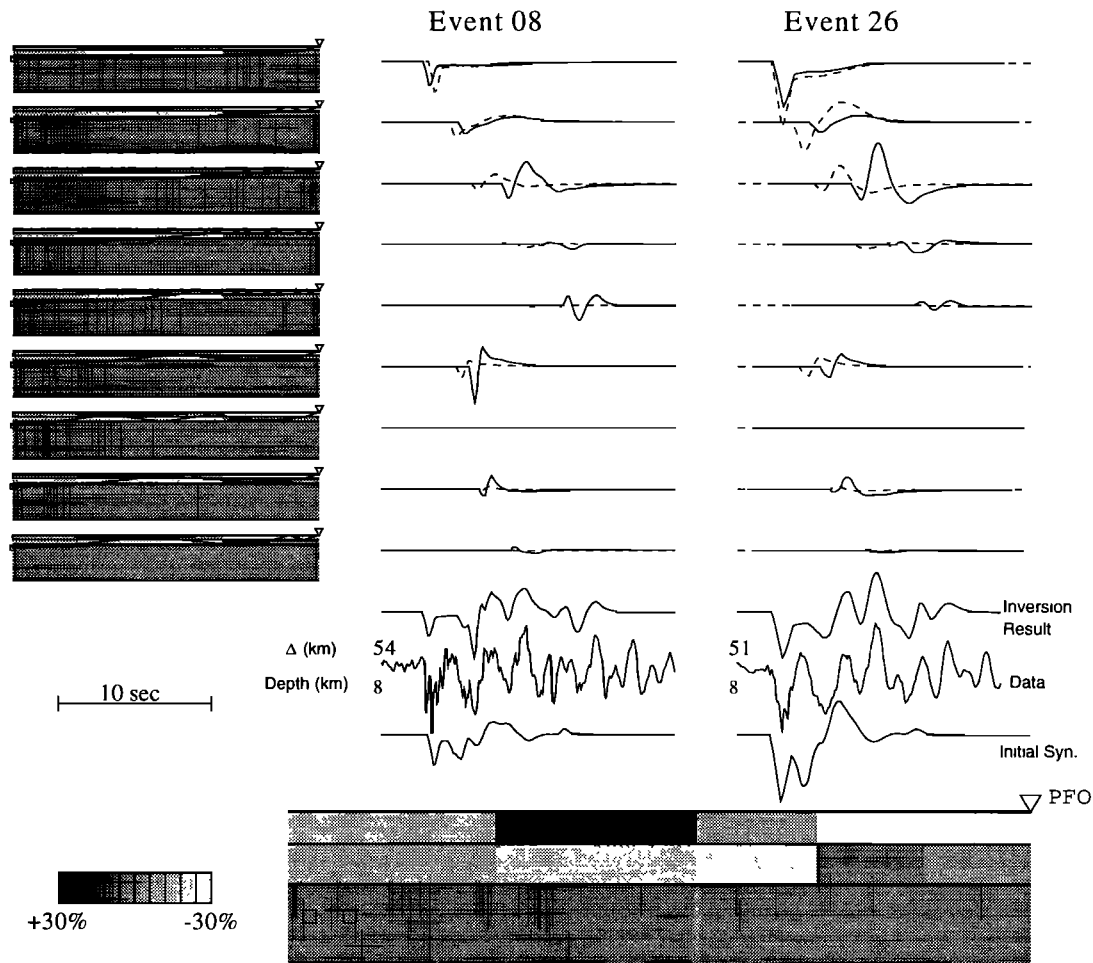 Event 08 Event 26
Inversion
Result
Δ (km) 54 51
Depth (km) 8 8 Data
10 sec
Initial Syn.
PFO
+30% -30%